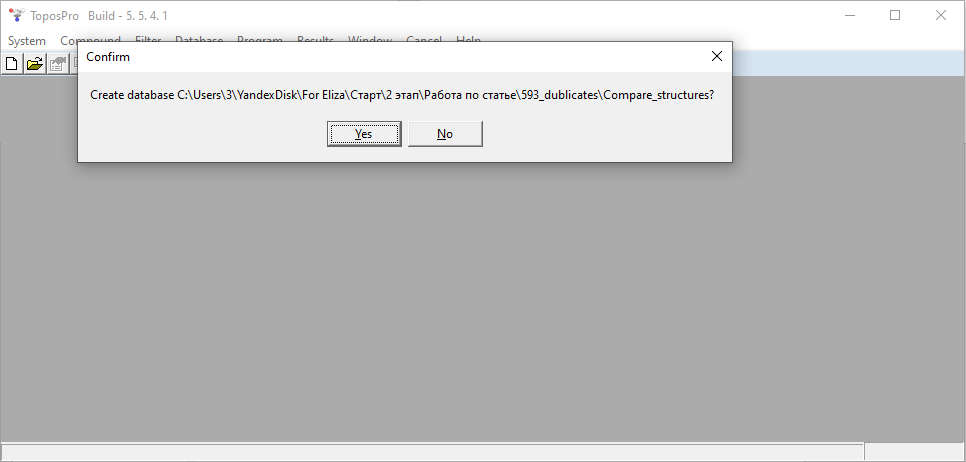 ToposPro Build - 5. 5. 4. 1
System Compound Filter Database Program Results Window Cancel Help
Confirm
Create database C:\Users\3\YandexDisk\For Eliza\Старт\2 этап\Работа по статье\593_dublicates\Compare_structures?
Yes No